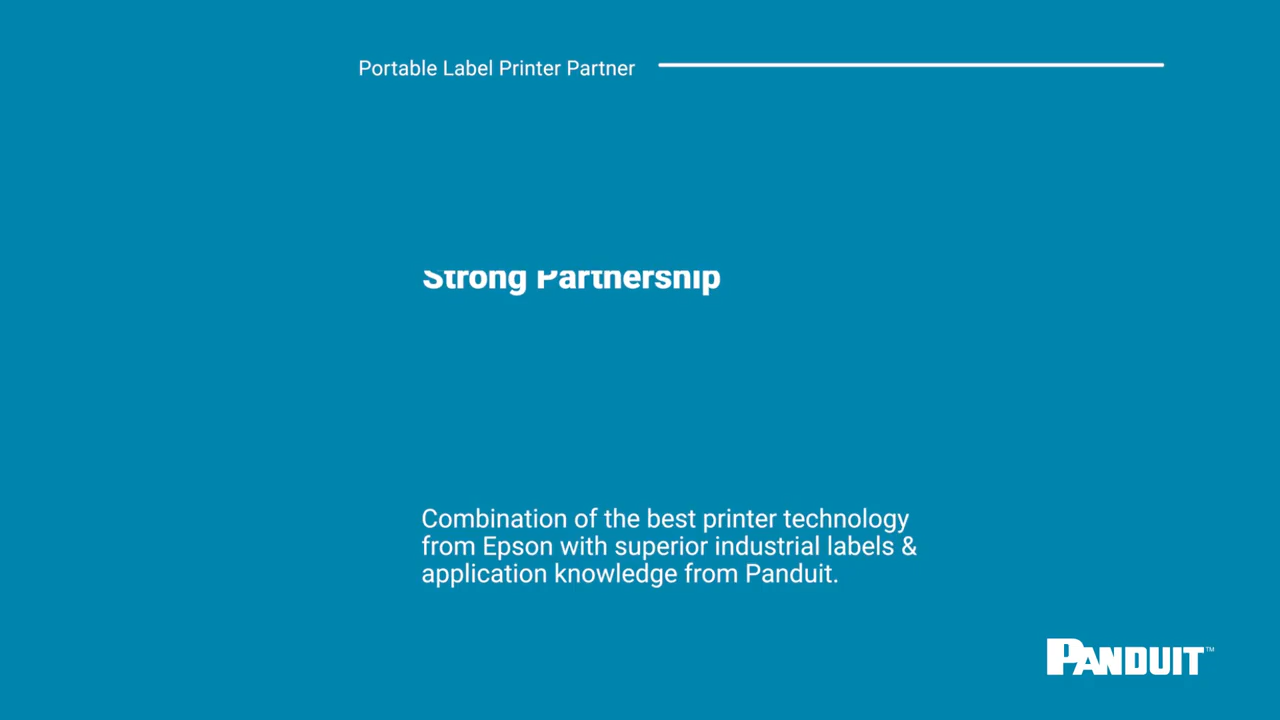 Portable Label Printer Partner
Strong Partnership
Combination of the best printer technology
from Epson with superior industrial labels &
application knowledge from Panduit.
PANDUIT™